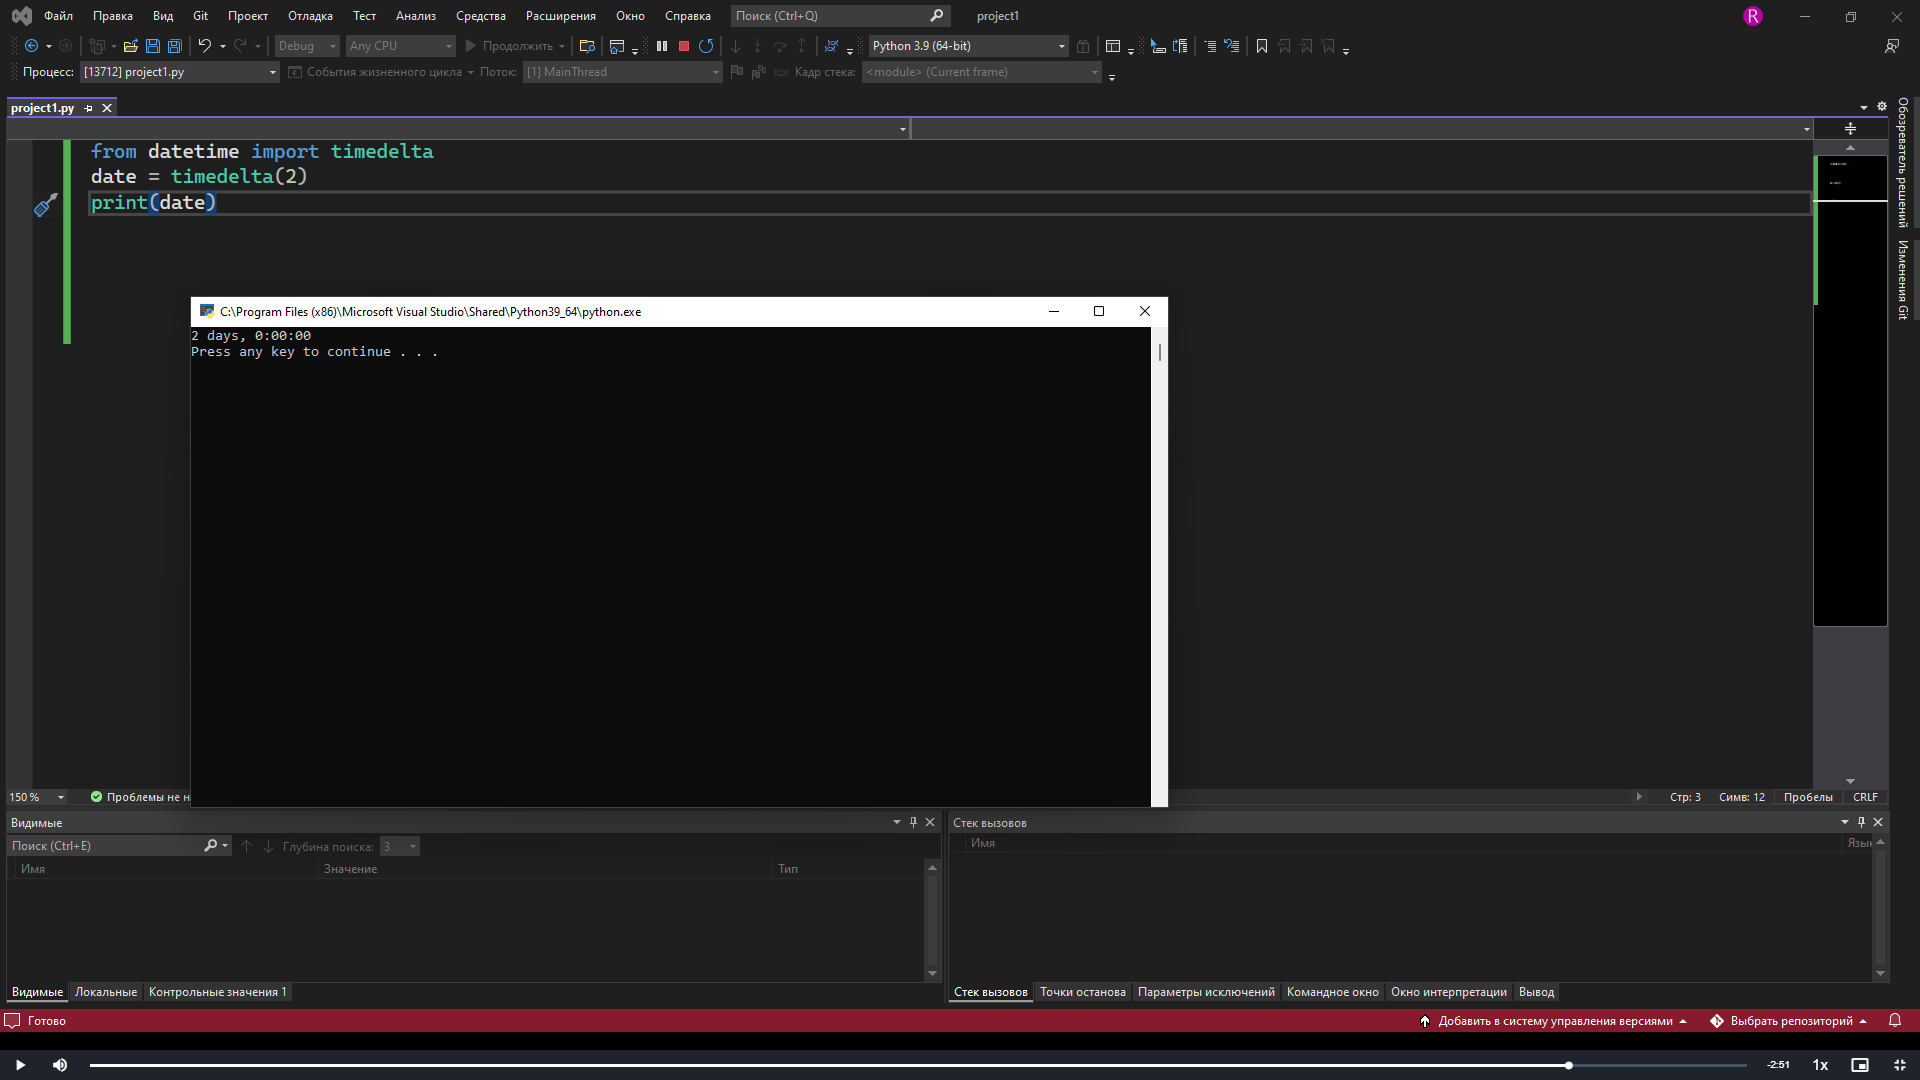 Файл Правка Вид Git Проект Отладка Тест Анализ Средства Расширения Окно Справка Поиск (Ctrl+Q) project1 R
Debug Any CPU Продолжить Python 3.9 (64-bit)
Процесс: [13712] project1.py События жизненного цикла Поток: [1] MainThread Кадр стека: <module> (Current frame)
project1.py
from datetime import timedelta
date = timedelta(2)
print(date)
Обозреватель решений
Изменения Git
C:\Program Files (x86)\Microsoft Visual Studio\Shared\Python39_64\python.exe
2 days, 0:00:00
Press any key to continue . . .
150 % Проблемы не н Стр: 3 Симв: 12 Пробелы CRLF
Видимые
Поиск (Ctrl+E) Глубина поиска: 3
Имя Значение Тип
Видимые Локальные Контрольные значения 1
Стек вызовов
Имя Язык
Стек вызовов Точки останова Параметры исключений Командное окно Окно интерпретации Вывод
Готово Добавить в систему управления версиями Выбрать репозиторий
-2:51 1x